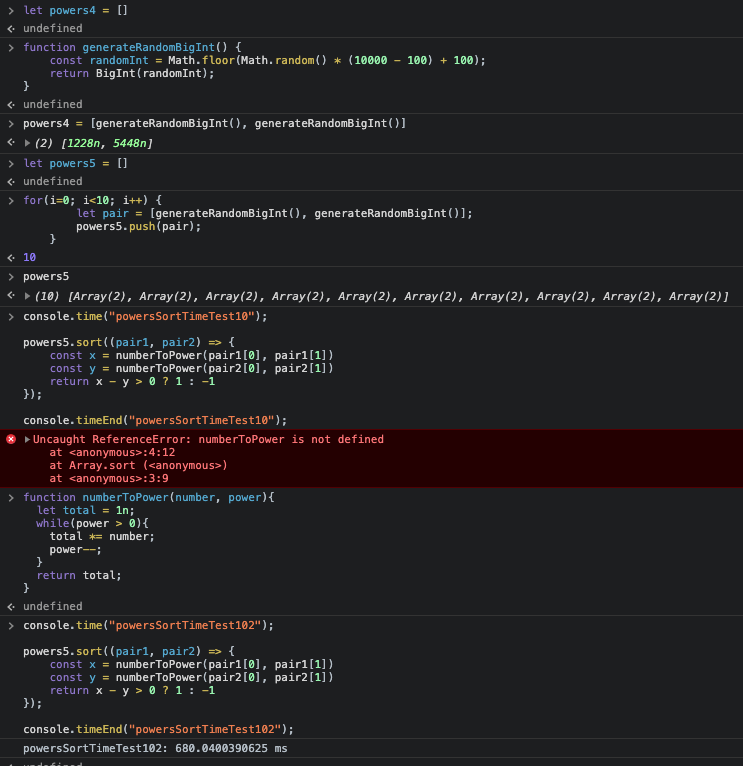 > let powers4 = []
<· undefined
> function generateRandomBigInt() {
    const randomInt = Math.floor(Math.random() * (10000 - 100) + 100);
    return BigInt(randomInt);
}
<· undefined
> powers4 = [generateRandomBigInt(), generateRandomBigInt()]
<· ▶ (2) [1228n, 5448n]
> let powers5 = []
<· undefined
> for(i=0; i<10; i++) {
        let pair = [generateRandomBigInt(), generateRandomBigInt()];
        powers5.push(pair);
    }
<· 10
> powers5
<· ▶ (10) [Array(2), Array(2), Array(2), Array(2), Array(2), Array(2), Array(2), Array(2), Array(2), Array(2)]
> console.time("powersSortTimeTest10");
powers5.sort((pair1, pair2) => {
    const x = numberToPower(pair1[0], pair1[1])
    const y = numberToPower(pair2[0], pair2[1])
    return x - y > 0 ? 1 : -1
});
console.timeEnd("powersSortTimeTest10");
▶ Uncaught ReferenceError: numberToPower is not defined
    at <anonymous>:4:12
    at Array.sort (<anonymous>)
    at <anonymous>:3:9
> function numberToPower(number, power){
  let total = 1n;
  while(power > 0){
    total *= number;
    power--;
  }
  return total;
}
<· undefined
> console.time("powersSortTimeTest102");
powers5.sort((pair1, pair2) => {
    const x = numberToPower(pair1[0], pair1[1])
    const y = numberToPower(pair2[0], pair2[1])
    return x - y > 0 ? 1 : -1
});
console.timeEnd("powersSortTimeTest102");
powersSortTimeTest102: 680.0400390625 ms
<· undefined